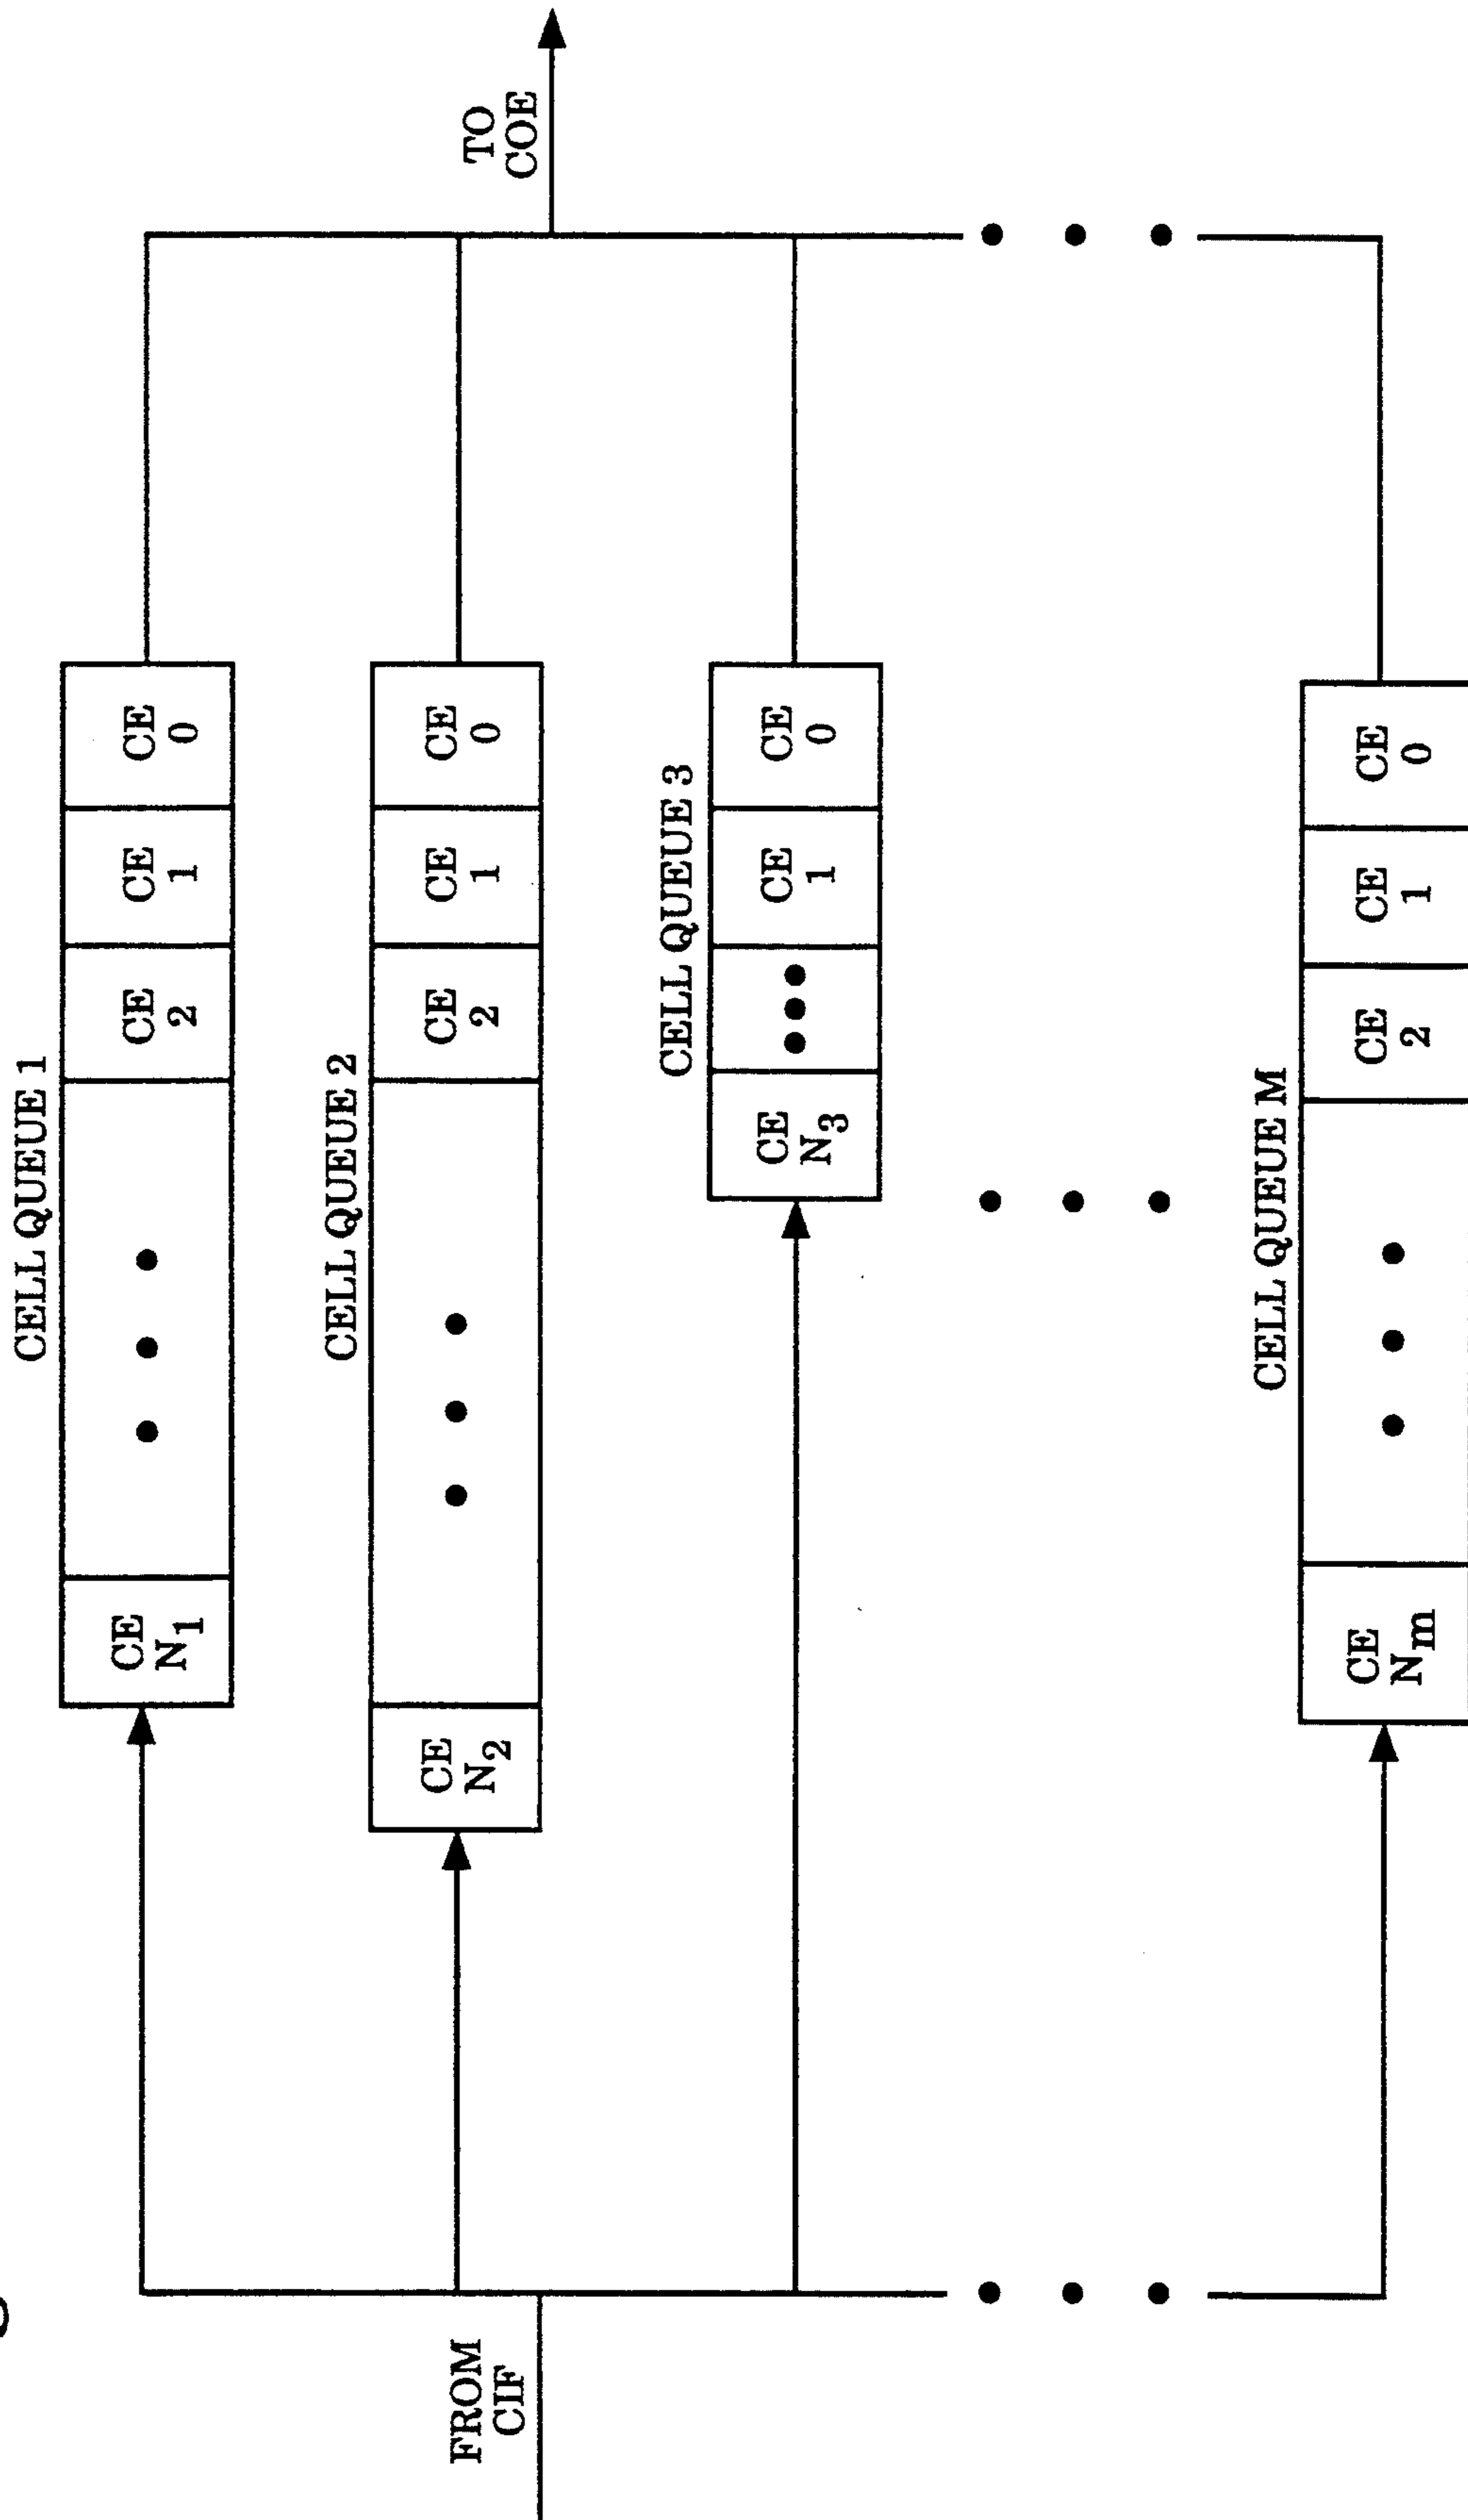 CELL QUEUE 1
CE
N1
CE
2
CE
1
CE
0
CELL QUEUE 2
CE
N2
CE
2
CE
1
CE
0
TO
COE
FROM
CIF
CELL QUEUE 3
CE
N3
CE
1
CE
0
CELL QUEUE M
CE
Nm
CE
2
CE
1
CE
0